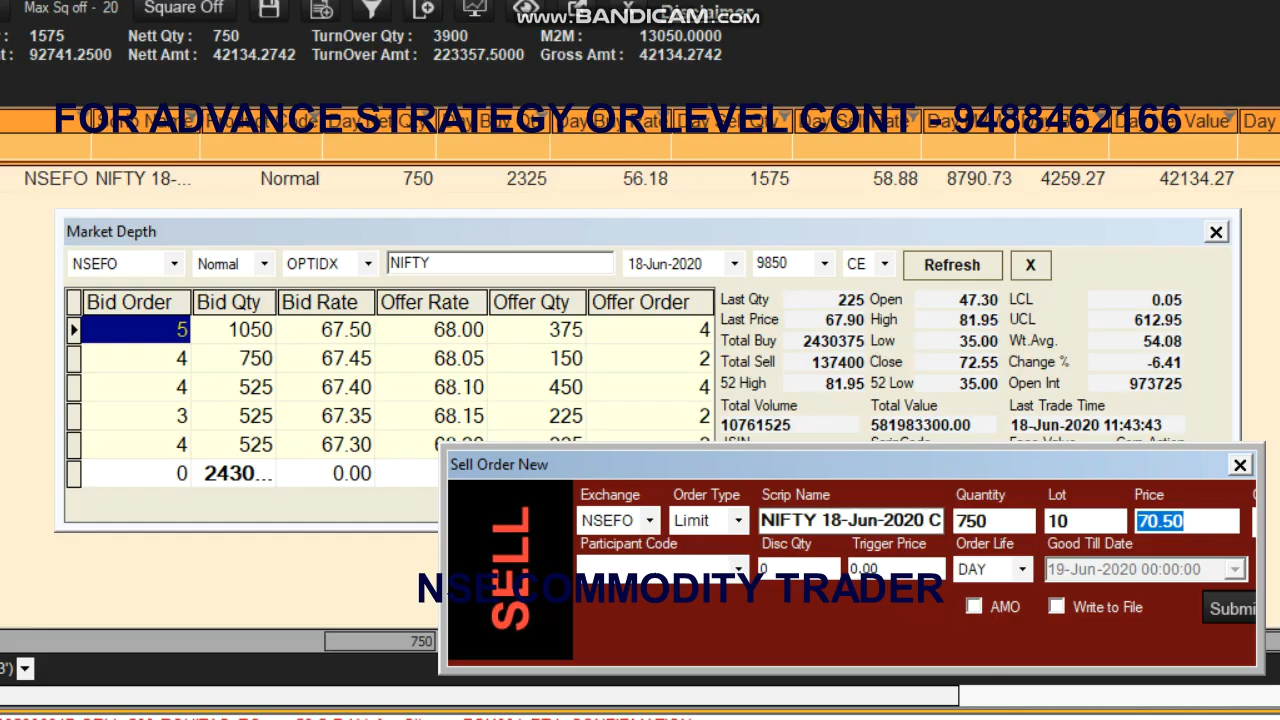 Max Sq off - 20 Square Off www.BANDICAM.com Disclaimer
: 1575 Nett Qty : 750 TurnOver Qty : 3900 M2M : 13050.0000
t : 92741.2500 Nett Amt : 42134.2742 TurnOver Amt : 223357.5000 Gross Amt : 42134.2742
FOR ADVANCE STRATEGY OR LEVEL CONT - 9488462166
Value Day
NSEFO NIFTY 18-... Normal 750 2325 56.18 1575 58.88 8790.73 4259.27 42134.27
Market Depth
NSEFO Normal OPTIDX NIFTY 18-Jun-2020 9850 CE Refresh X
Bid Order Bid Qty Bid Rate Offer Rate Offer Qty Offer Order
5 1050 67.50 68.00 375 4
4 750 67.45 68.05 150 2
4 525 67.40 68.10 450 4
3 525 67.35 68.15 225 2
4 525 67.30
0 2430... 0.00
Last Qty 225 Open 47.30 LCL 0.05
Last Price 67.90 High 81.95 UCL 612.95
Total Buy 2430375 Low 35.00 Wt.Avg. 54.08
Total Sell 137400 Close 72.55 Change % -6.41
52 High 81.95 52 Low 35.00 Open Int 973725
Total Volume Total Value Last Trade Time
10761525 581983300.00 18-Jun-2020 11:43:43
Sell Order New
SELL
Exchange Order Type Scrip Name Quantity Lot Price
NSEFO Limit NIFTY 18-Jun-2020 C 750 10 70.50
Participant Code Disc Qty Trigger Price Order Life Good Till Date
0 0.00 DAY 19-Jun-2020 00:00:00
NSE COMMODITY TRADER
AMO Write to File Submi
750
3')